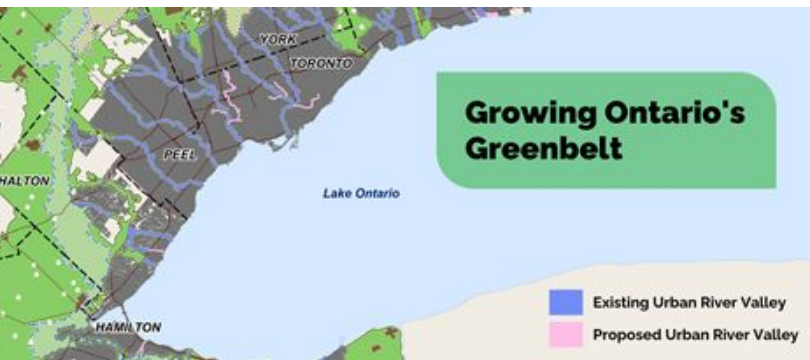 YORK
TORONTO
Growing Ontario's
Greenbelt
PEEL
HALTON
Lake Ontario
Existing Urban River Valley
Proposed Urban River Valley
HAMILTON